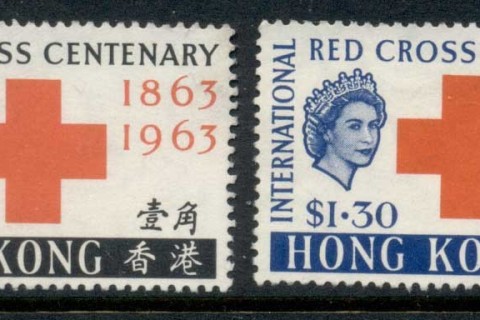 SS CENTENARY
1863
1963
壹角
KONG 香港
INTERNATIONAL
RED CROSS
$1·30
HONG KO